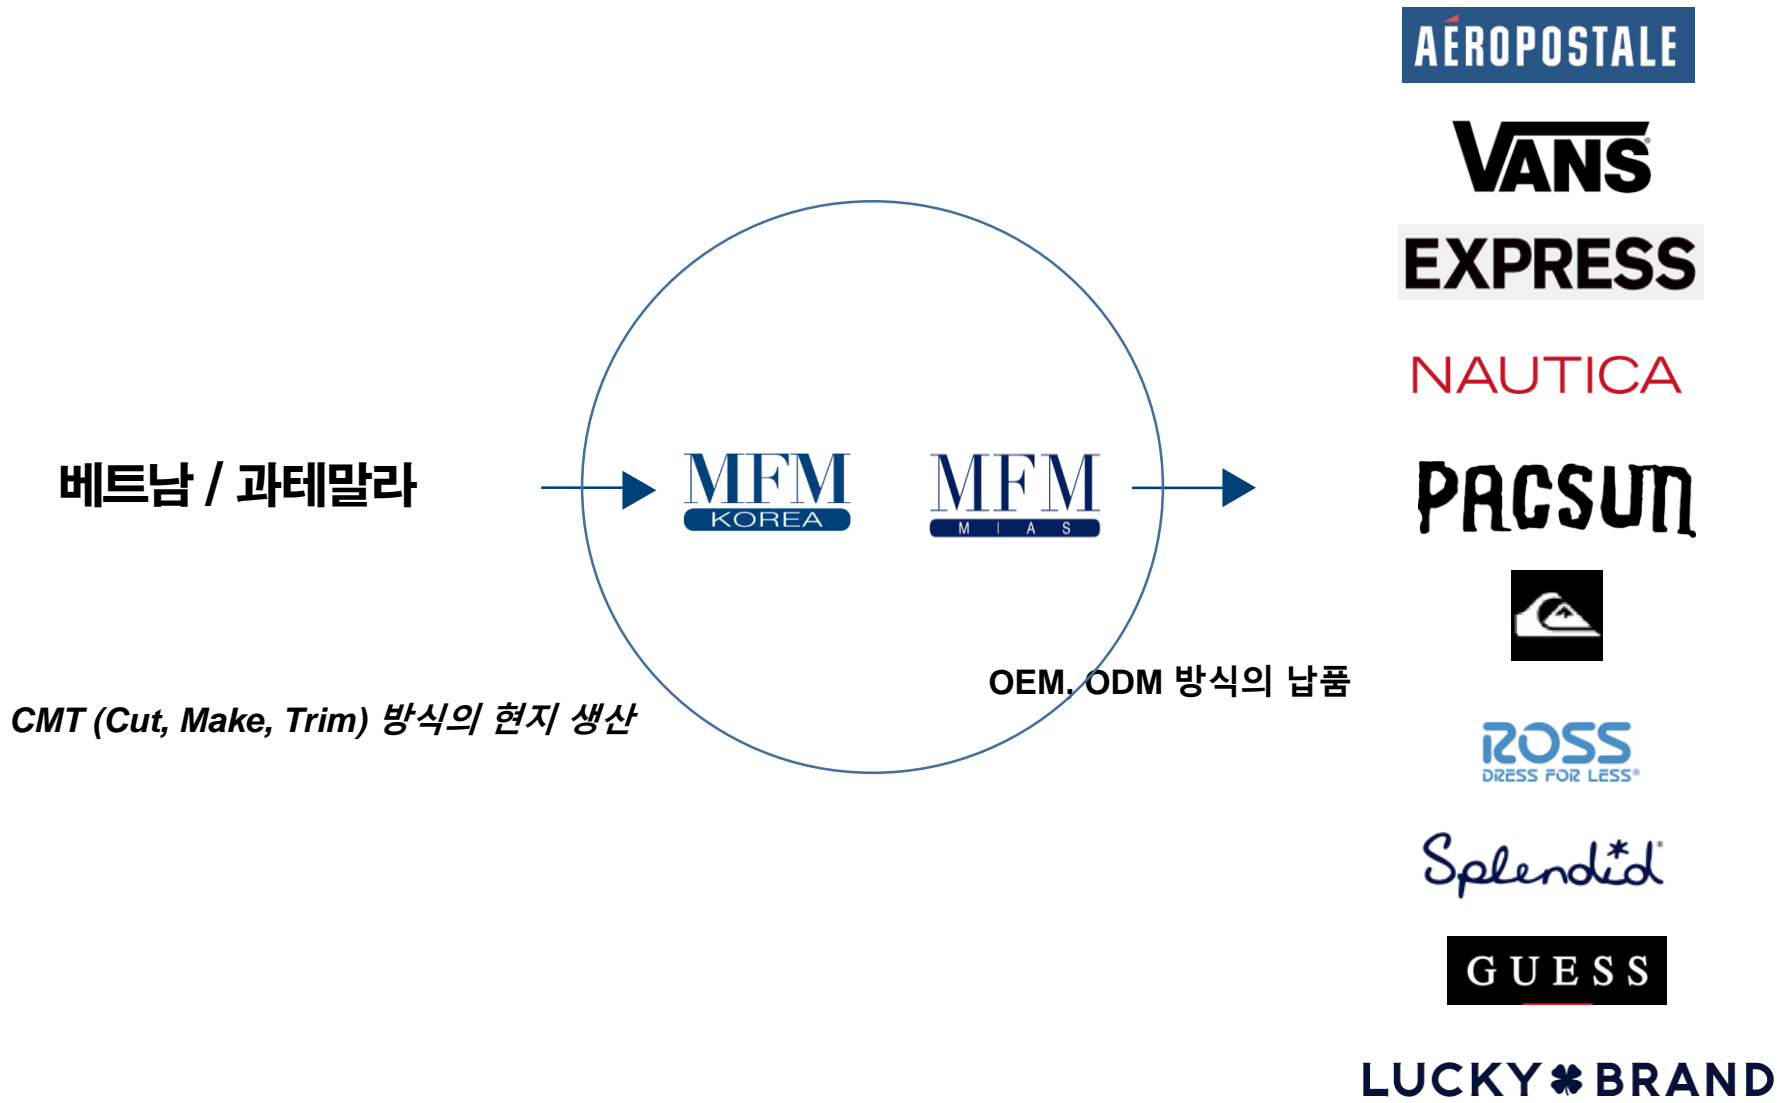 베트남 / 과테말라
CMT (Cut, Make, Trim) 방식의 현지 생산
MFM
KOREA
MFM
MIAS
OEM, ODM 방식의 납품
AÉROPOSTALE
VANS®
EXPRESS
NAUTICA
PACSUN
ROSS
DRESS FOR LESS®
Splendid®
GUESS
LUCKY BRAND